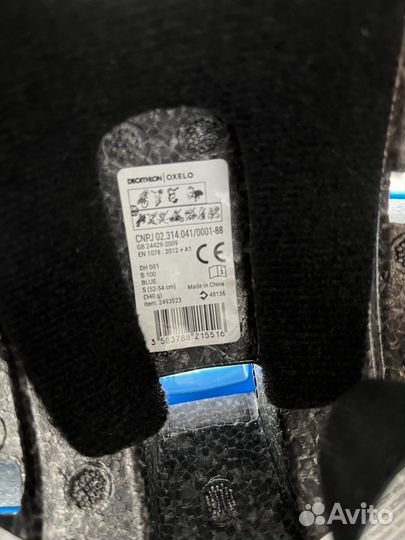 DECATHLON | OXELO
CNPJ 02.314.041/0001-88
GB 24429-2009
EN 1078 : 2012 + A1
CE
DH 001
B 100
BLUE
S (52-54 cm)
(340 g)
Item: 2493523
Made in China
48136
3 583788 215516
Avito